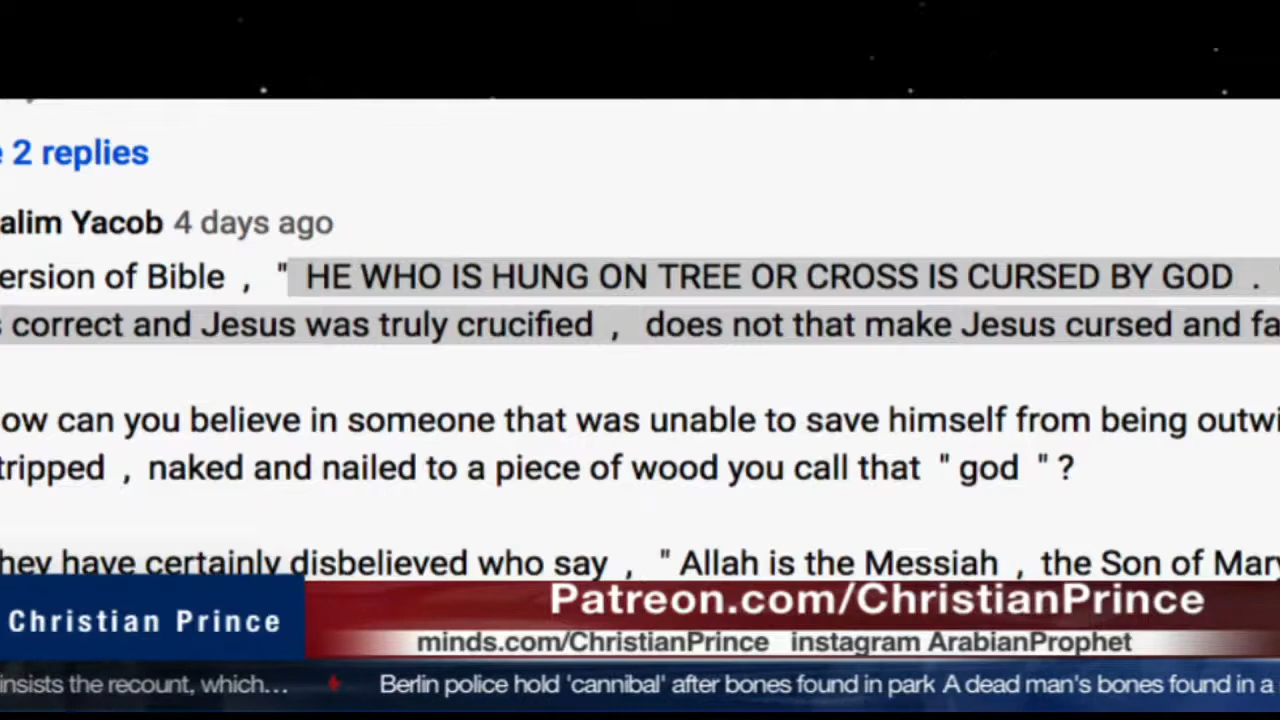 2 replies
alim Yacob 4 days ago
ersion of Bible , " HE WHO IS HUNG ON TREE OR CROSS IS CURSED BY GOD .
correct and Jesus was truly crucified , does not that make Jesus cursed and fa
ow can you believe in someone that was unable to save himself from being outwi
tripped , naked and nailed to a piece of wood you call that " god " ?
hey have certainly disbelieved who say , " Allah is the Messiah , the Son of Mary
Christian Prince
Patreon.com/ChristianPrince
minds.com/ChristianPrince instagram ArabianProphet
insists the recount, which... Berlin police hold 'cannibal' after bones found in park A dead man's bones found in a